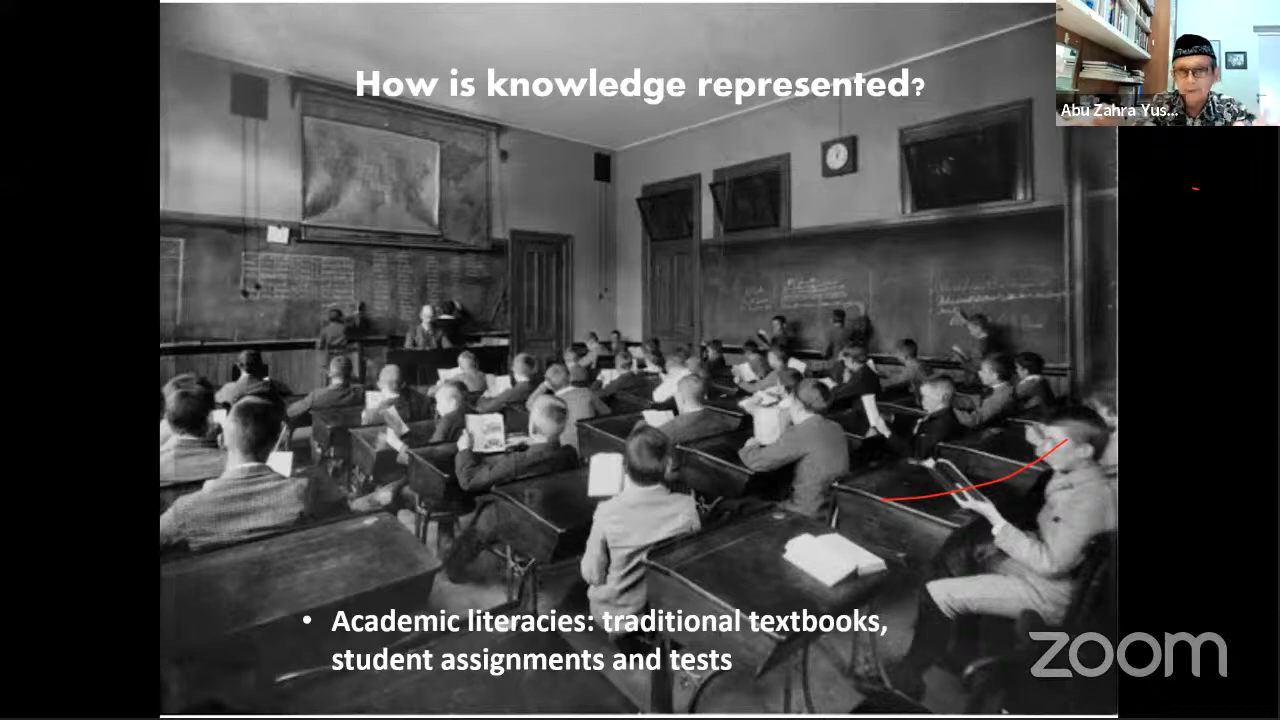 How is knowledge represented?
Abu Zahra Yus...
• Academic literacies: traditional textbooks,
student assignments and tests
zoom